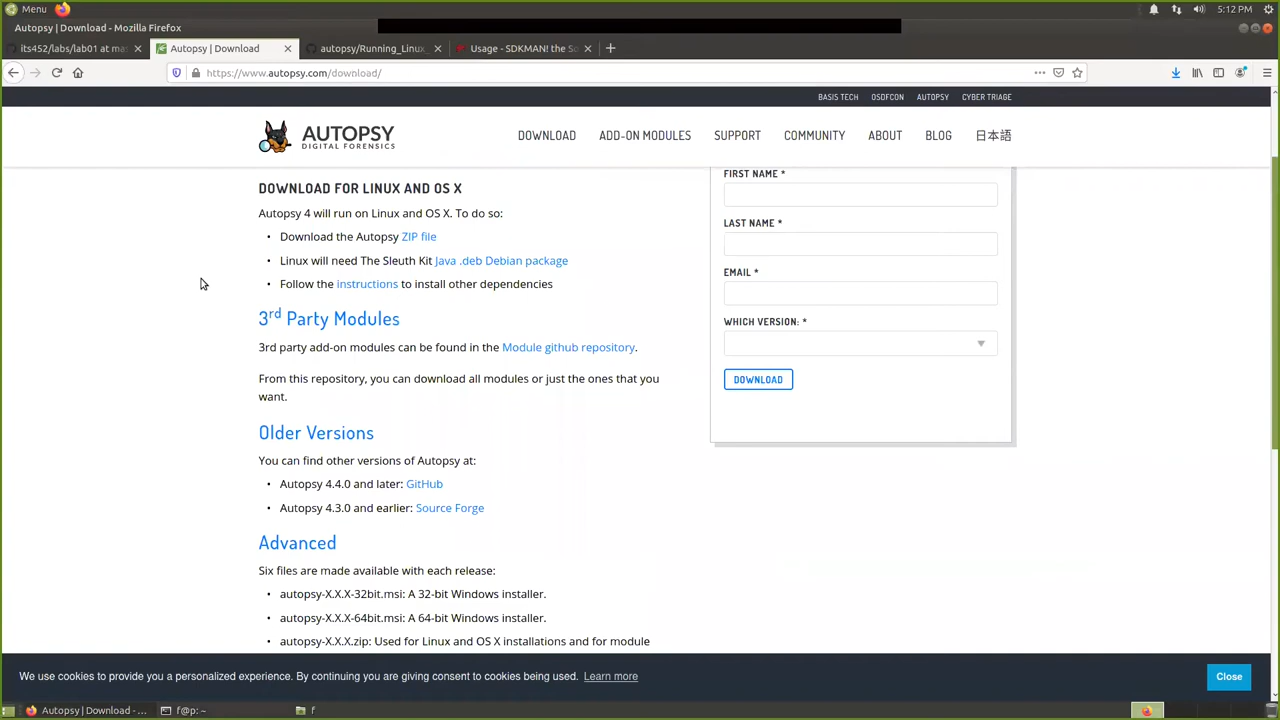 Menu
5:12 PM
Autopsy | Download - Mozilla Firefox
its452/labs/lab01 at mas
Autopsy | Download
autopsy/Running_Linux_
Usage - SDKMAN! the So
https://www.autopsy.com/download/
BASIS TECH OSDFCON AUTOPSY CYBER TRIAGE
AUTOPSY
DIGITAL FORENSICS
DOWNLOAD ADD-ON MODULES SUPPORT COMMUNITY ABOUT BLOG 日本語
DOWNLOAD FOR LINUX AND OS X
Autopsy 4 will run on Linux and OS X. To do so:
• Download the Autopsy ZIP file
• Linux will need The Sleuth Kit Java .deb Debian package
• Follow the instructions to install other dependencies
3rd Party Modules
3rd party add-on modules can be found in the Module github repository.
From this repository, you can download all modules or just the ones that you
want.
Older Versions
You can find other versions of Autopsy at:
• Autopsy 4.4.0 and later: GitHub
• Autopsy 4.3.0 and earlier: Source Forge
Advanced
Six files are made available with each release:
• autopsy-X.X.X-32bit.msi: A 32-bit Windows installer.
• autopsy-X.X.X-64bit.msi: A 64-bit Windows installer.
• autopsy-X.X.X.zip: Used for Linux and OS X installations and for module
FIRST NAME *
LAST NAME *
EMAIL *
WHICH VERSION: *
DOWNLOAD
We use cookies to provide you a personalized experience. By continuing you are giving consent to cookies being used. Learn more
Close
Autopsy | Download - ...
f@p: ~
f